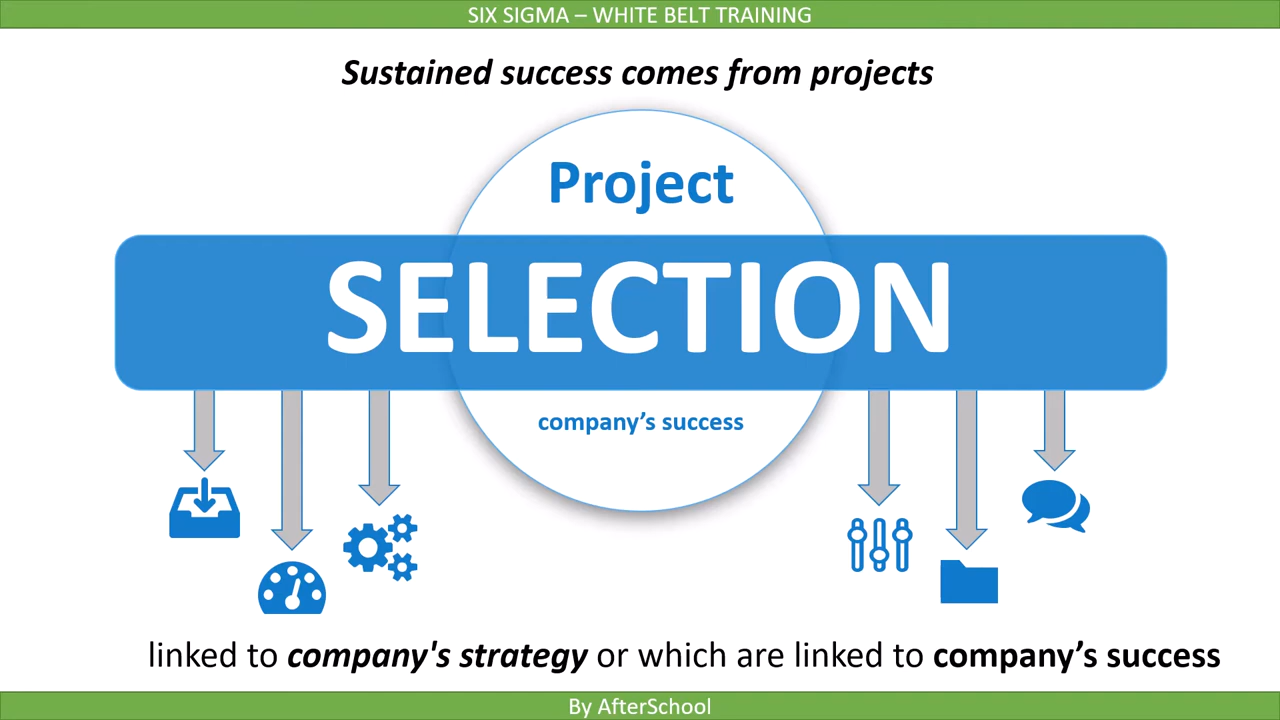 SIX SIGMA – WHITE BELT TRAINING
Sustained success comes from projects
Project
SELECTION
company’s success
linked to company's strategy or which are linked to company’s success
By AfterSchool